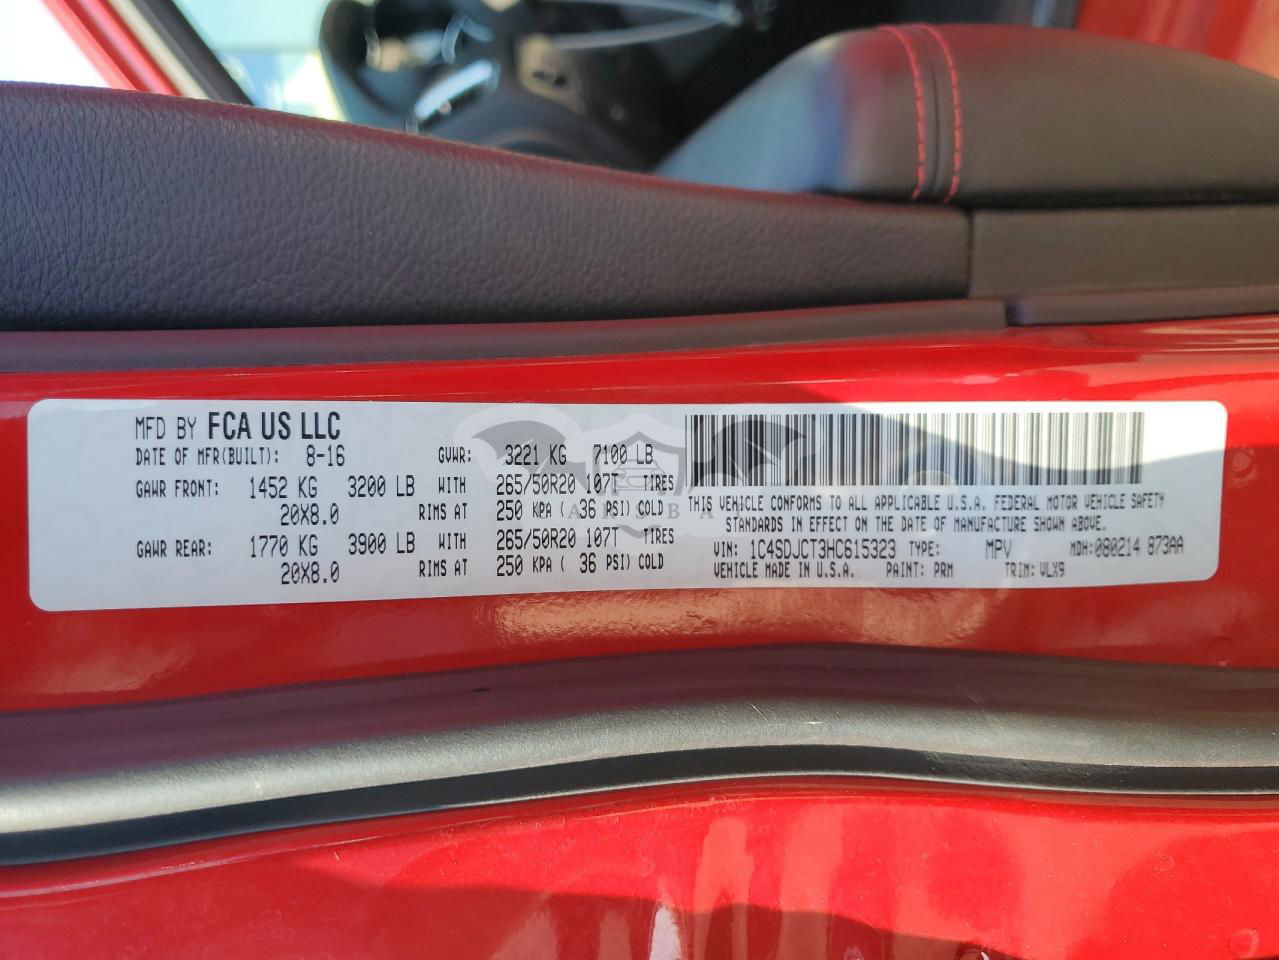 MFD BY FCA US LLC
DATE OF MFR(BUILT): 8-16 GVWR: 3221 KG 7100 LB
GAWR FRONT: 1452 KG 3200 LB WITH 265/50R20 107T TIRES
20X8.0 RIMS AT 250 KPA ( 36 PSI) COLD
GAWR REAR: 1770 KG 3900 LB WITH 265/50R20 107T TIRES
20X8.0 RIMS AT 250 KPA ( 36 PSI) COLD
THIS VEHICLE CONFORMS TO ALL APPLICABLE U.S.A. FEDERAL MOTOR VEHICLE SAFETY
STANDARDS IN EFFECT ON THE DATE OF MANUFACTURE SHOWN ABOVE.
VIN: 1C4SDJCT3HC615323 TYPE: MPV MDH:080214 873AA
VEHICLE MADE IN U.S.A. PAINT: PRM TRIM: VLX9